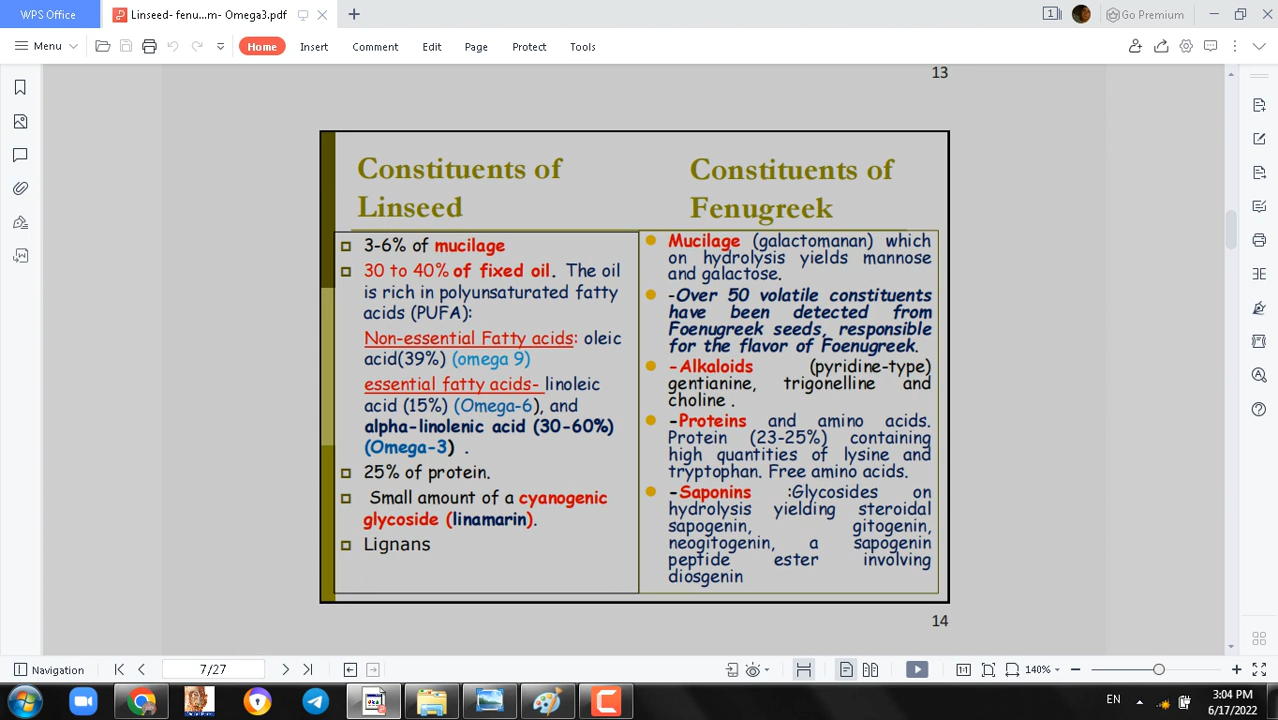 WPS Office
Linseed- fenu...m- Omega3.pdf
1
Go Premium
Menu
Home
Insert
Comment
Edit
Page
Protect
Tools
13
Constituents of
Linseed
3-6% of mucilage
30 to 40% of fixed oil. The oil
is rich in polyunsaturated fatty
acids (PUFA):
Non-essential Fatty acids: oleic
acid(39%) (omega 9)
essential fatty acids- linoleic
acid (15%) (Omega-6), and
alpha-linolenic acid (30-60%)
(Omega-3) .
25% of protein.
Small amount of a cyanogenic
glycoside (linamarin).
Lignans
Constituents of
Fenugreek
Mucilage (galactomanan) which
on hydrolysis yields mannose
and galactose.
-Over 50 volatile constituents
have been detected from
Foenugreek seeds, responsible
for the flavor of Foenugreek.
-Alkaloids (pyridine-type)
gentianine, trigonelline and
choline .
-Proteins and amino acids.
Protein (23-25%) containing
high quantities of lysine and
tryptophan. Free amino acids.
-Saponins :Glycosides on
hydrolysis yielding steroidal
sapogenin, gitogenin,
neogitogenin, a sapogenin
peptide ester involving
diosgenin
14
Navigation
7/27
1:1
140%
EN
3:04 PM
6/17/2022